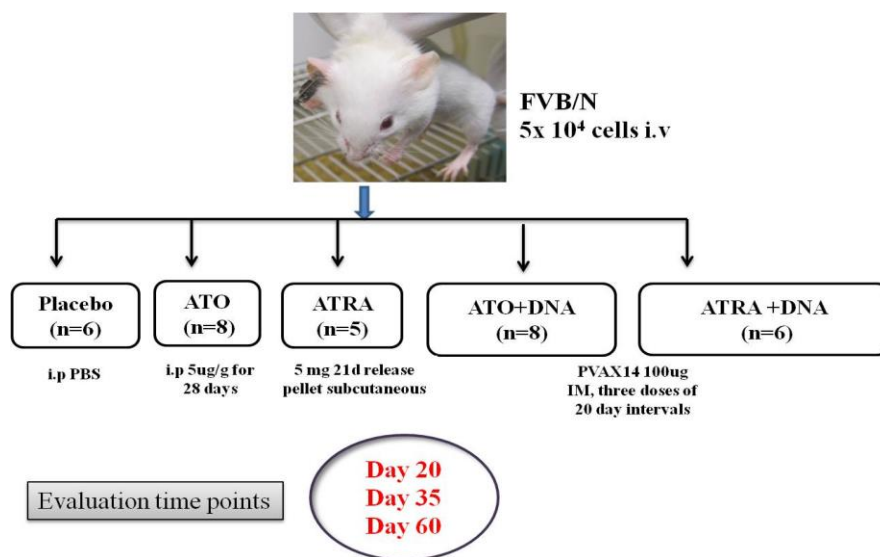 FVB/N
5x 10⁴ cells i.v
Placebo
(n=6)
ATO
(n=8)
ATRA
(n=5)
ATO+DNA
(n=8)
ATRA +DNA
(n=6)
i.p PBS
i.p 5ug/g for
28 days
5 mg 21d release
pellet subcutaneous
PVAX14 100ug
IM, three doses of
20 day intervals
Evaluation time points
Day 20
Day 35
Day 60